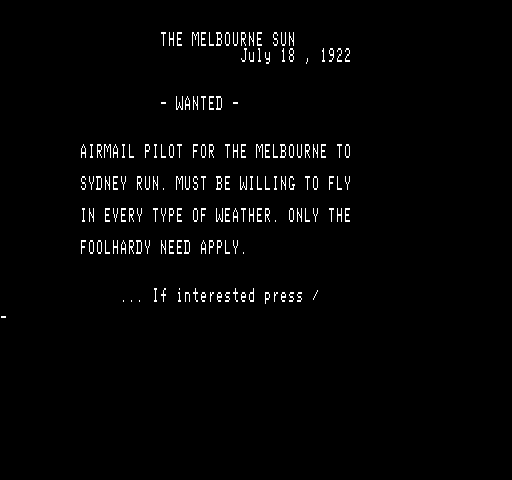 THE MELBOURNE SUN
July 18 , 1922
- WANTED -
AIRMAIL PILOT FOR THE MELBOURNE TO
SYDNEY RUN. MUST BE WILLING TO FLY
IN EVERY TYPE OF WEATHER. ONLY THE
FOOLHARDY NEED APPLY.
... If interested press /